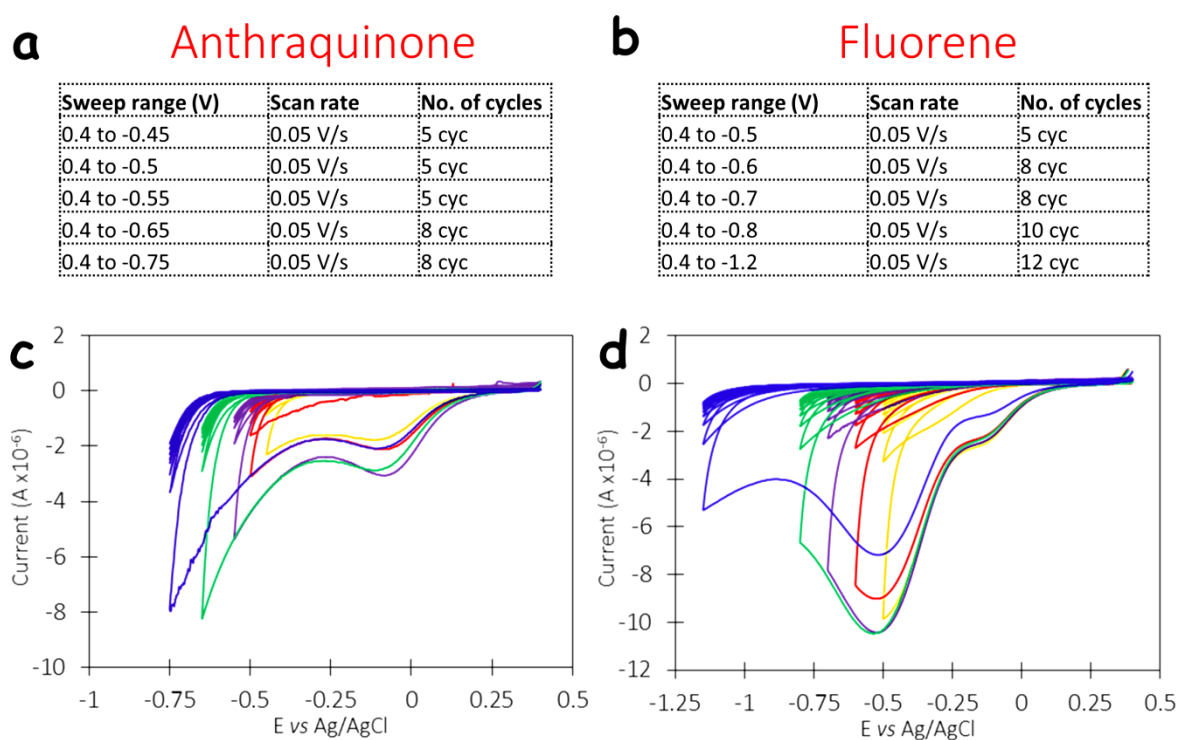 a Anthraquinone
Sweep range (V) Scan rate No. of cycles
0.4 to -0.45 0.05 V/s 5 cyc
0.4 to -0.5 0.05 V/s 5 cyc
0.4 to -0.55 0.05 V/s 5 cyc
0.4 to -0.65 0.05 V/s 8 cyc
0.4 to -0.75 0.05 V/s 8 cyc
b Fluorene
Sweep range (V) Scan rate No. of cycles
0.4 to -0.5 0.05 V/s 5 cyc
0.4 to -0.6 0.05 V/s 8 cyc
0.4 to -0.7 0.05 V/s 8 cyc
0.4 to -0.8 0.05 V/s 10 cyc
0.4 to -1.2 0.05 V/s 12 cyc
c
Current (A x10⁻⁶)
2
0
-2
-4
-6
-8
-10
-1 -0.75 -0.5 -0.25 0 0.25 0.5
E vs Ag/AgCl
d
Current (A x10⁻⁶)
2
0
-2
-4
-6
-8
-10
-12
-1.25 -1 -0.75 -0.5 -0.25 0 0.25 0.5
E vs Ag/AgCl